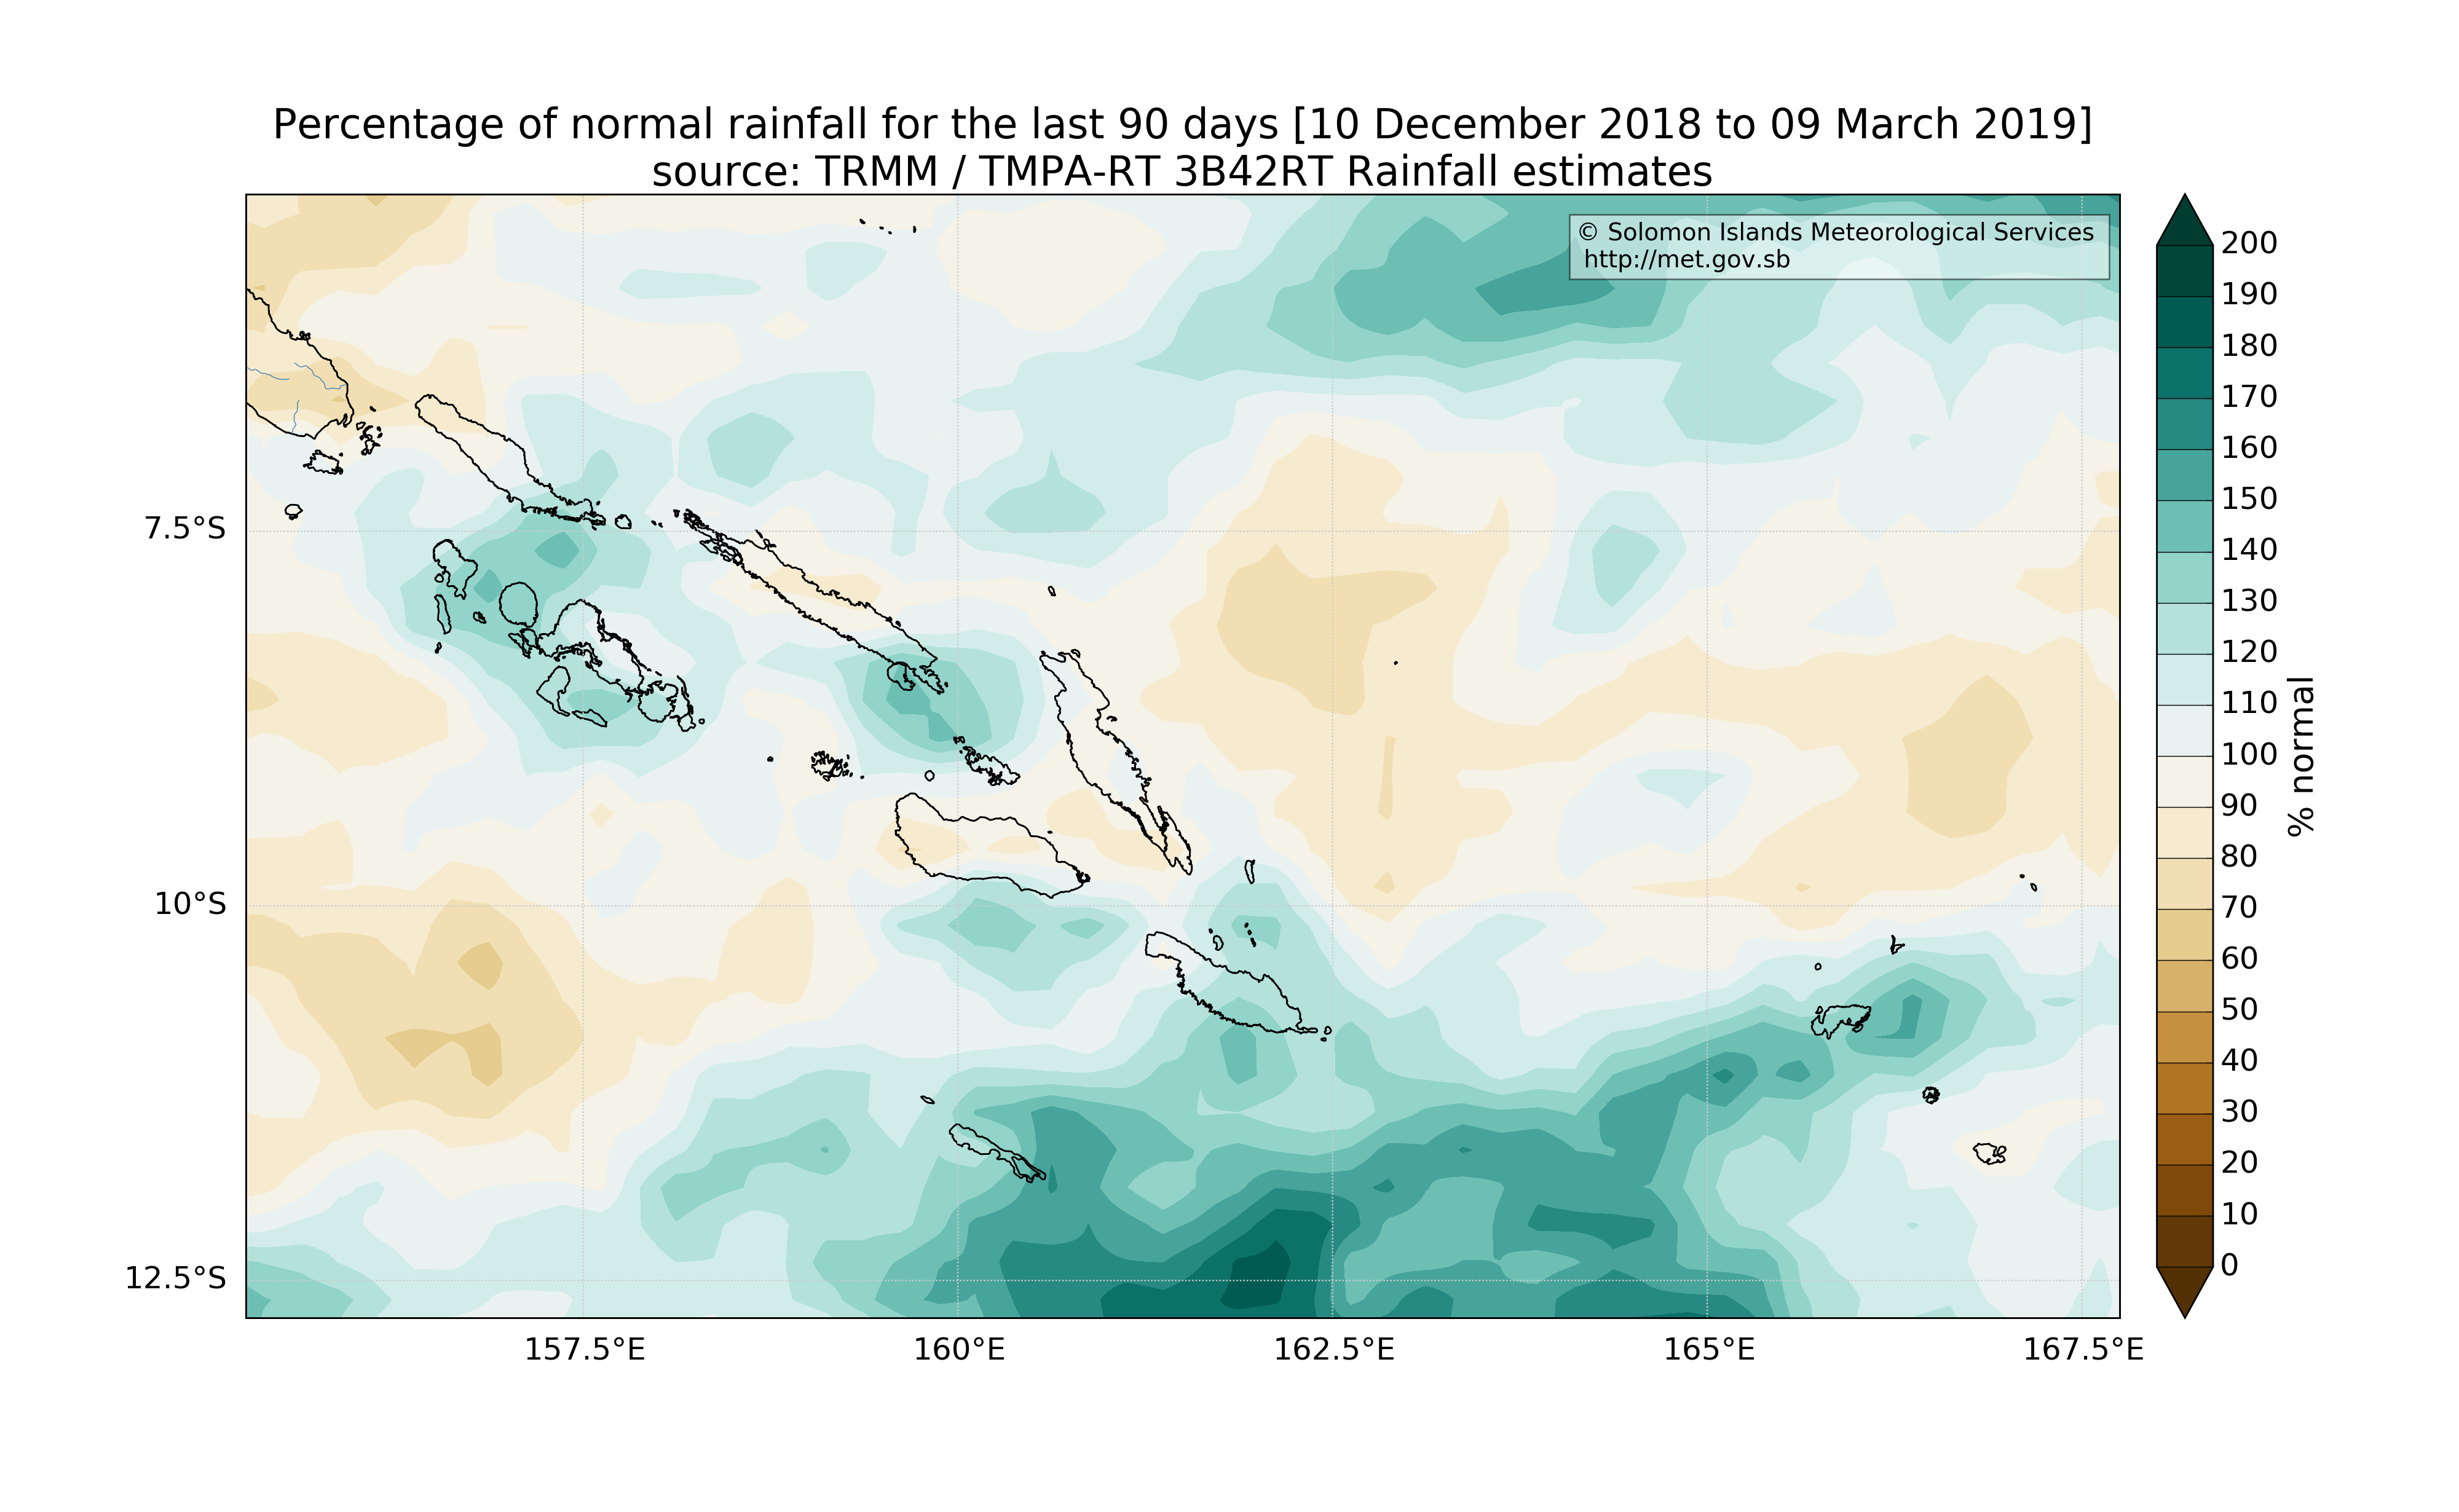 Percentage of normal rainfall for the last 90 days [10 December 2018 to 09 March 2019]
source: TRMM / TMPA-RT 3B42RT Rainfall estimates
© Solomon Islands Meteorological Services
http://met.gov.sb
7.5°S
10°S
12.5°S
157.5°E
160°E
162.5°E
165°E
167.5°E
200
190
180
170
160
150
140
130
120
110
100
90
80
70
60
50
40
30
20
10
0
% normal